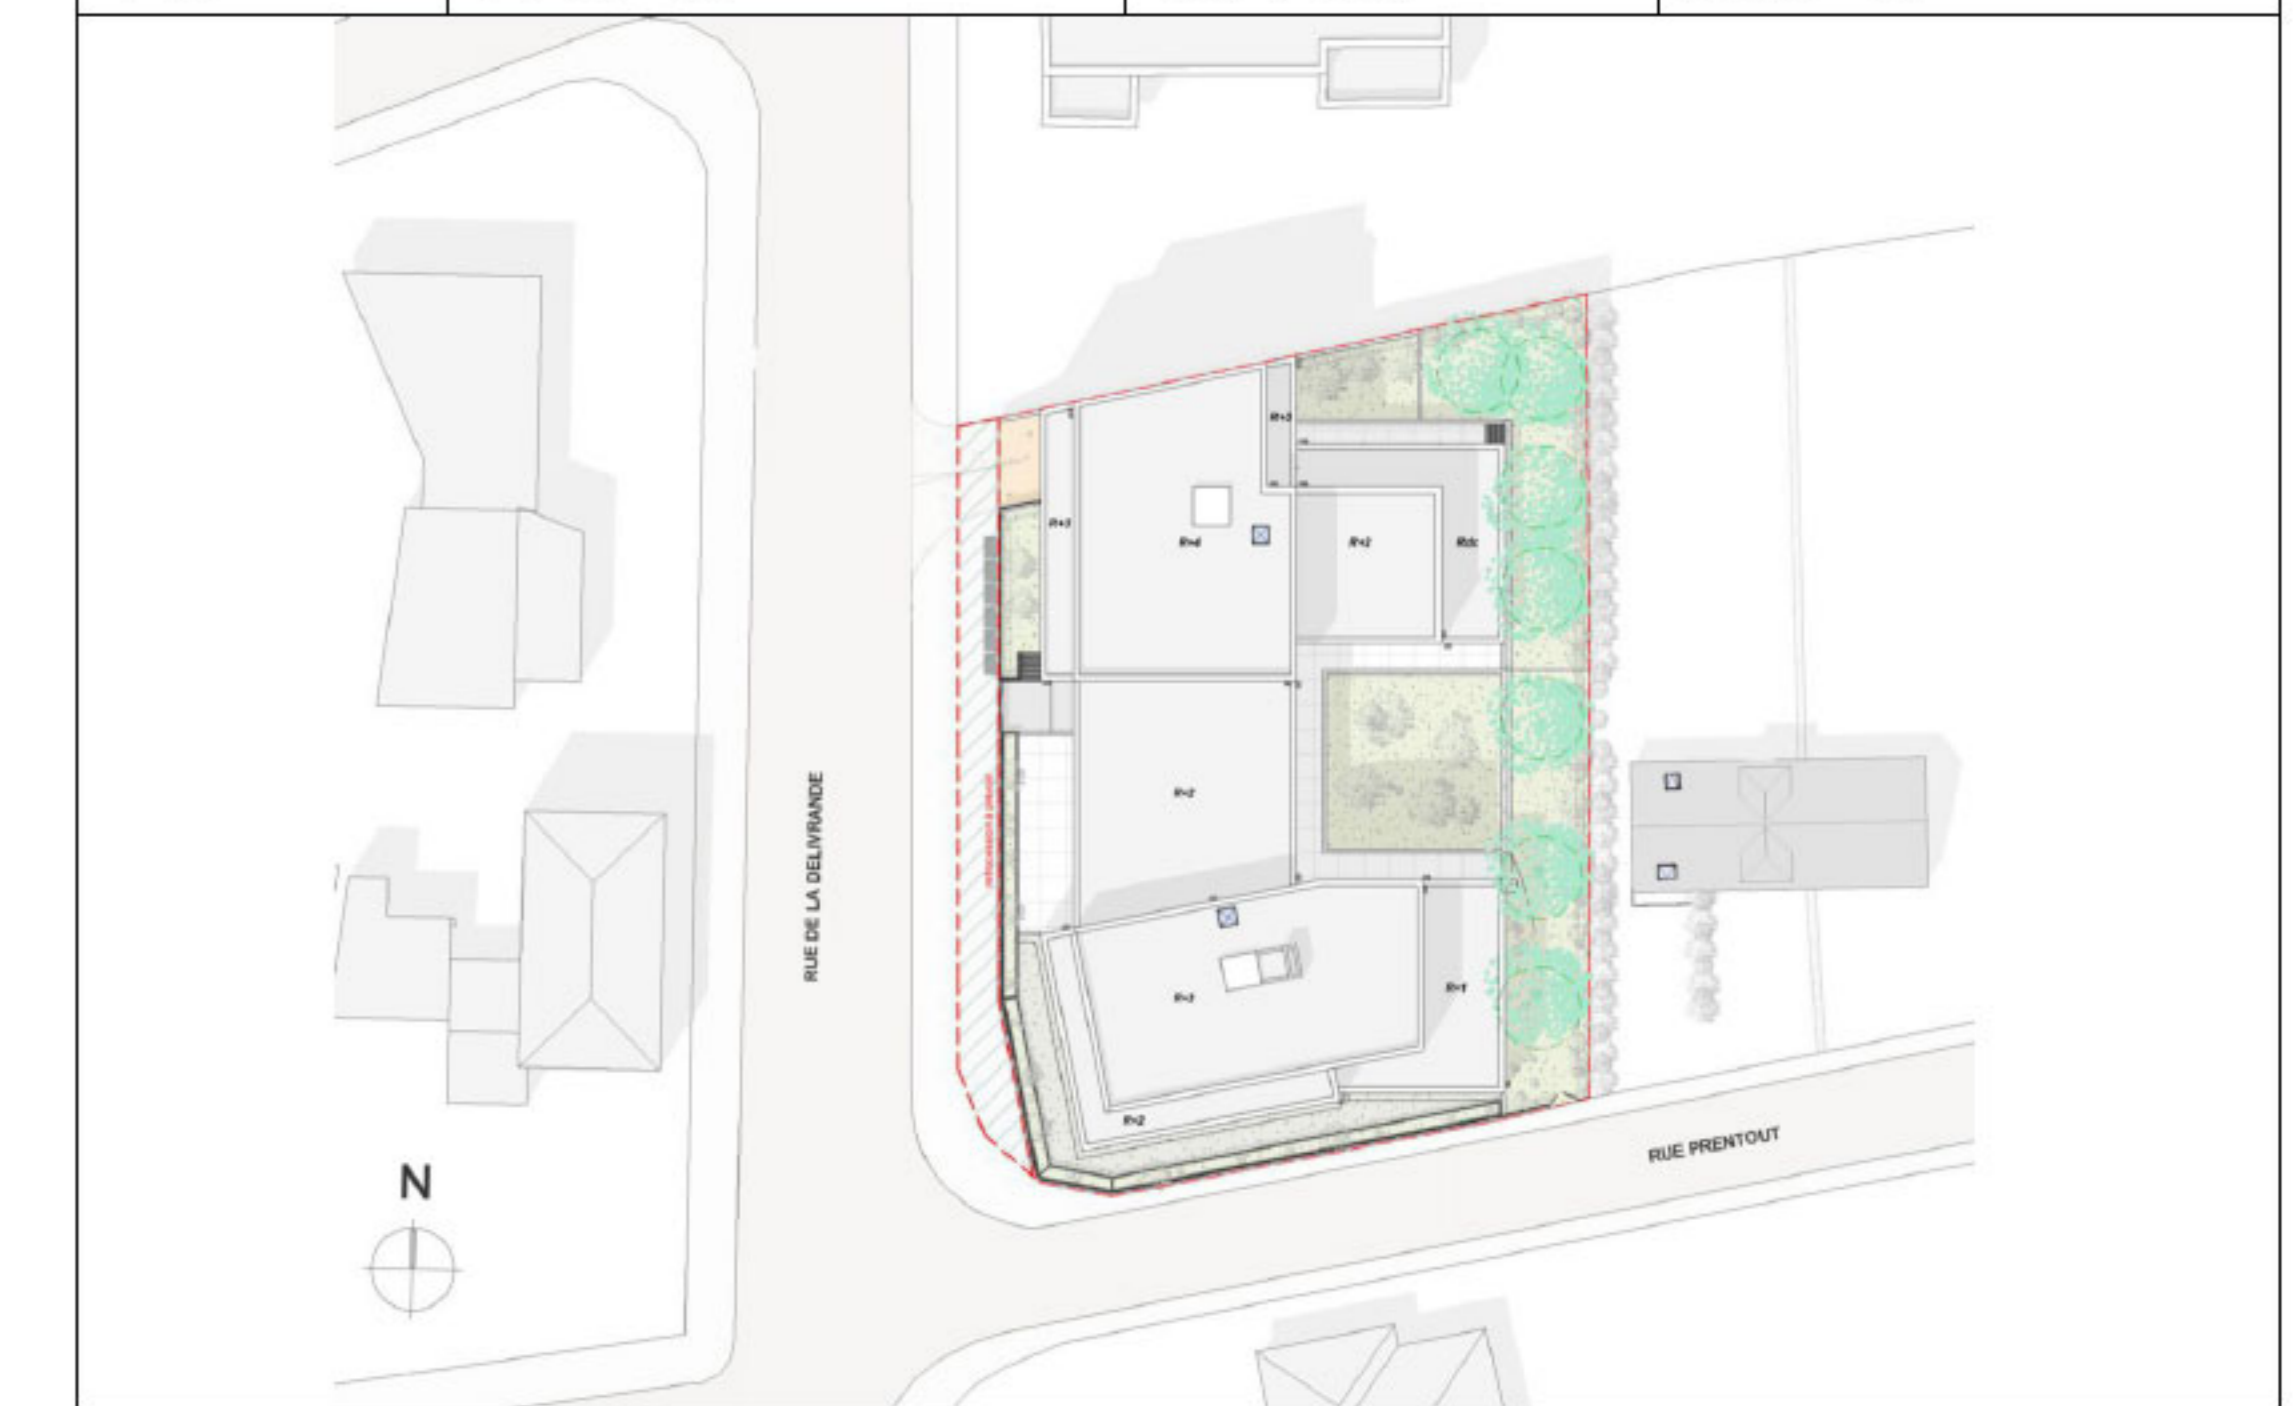 R+3
R+3
R+4
R+2
Rdc
R+2
RUE DE LA DELIVRANDE
R+3
R+1
R+2
RUE PRENTOUT
N